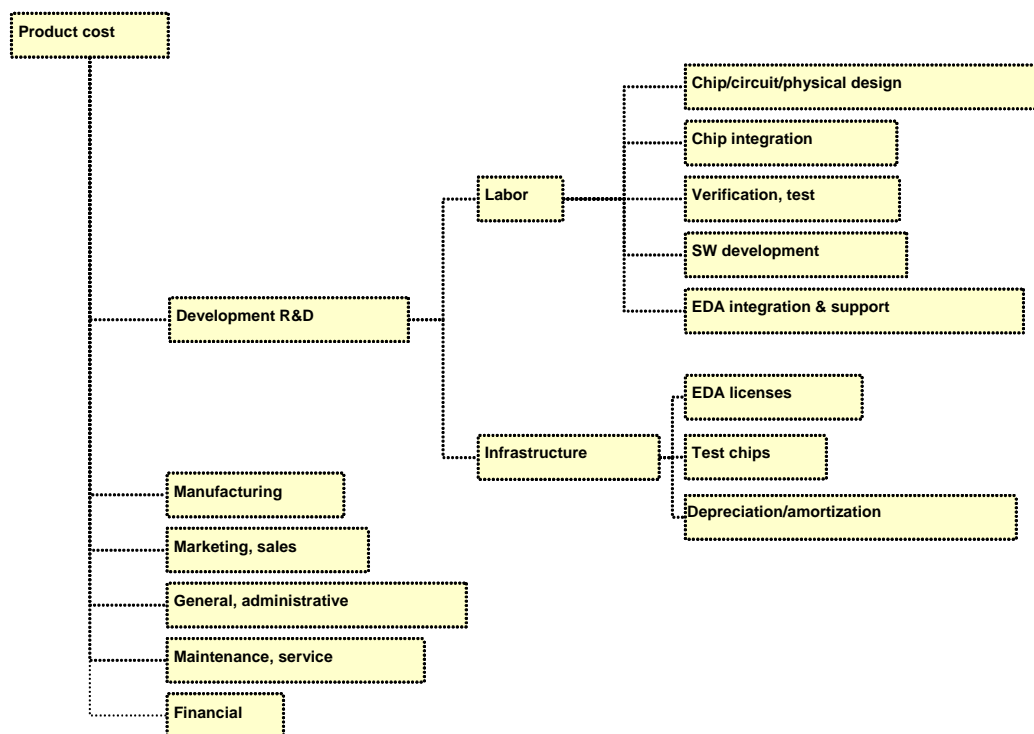 Product cost
Chip/circuit/physical design
Chip integration
Labor
Verification, test
SW development
Development R&D
EDA integration & support
EDA licenses
Infrastructure
Test chips
Manufacturing
Depreciation/amortization
Marketing, sales
General, administrative
Maintenance, service
Financial